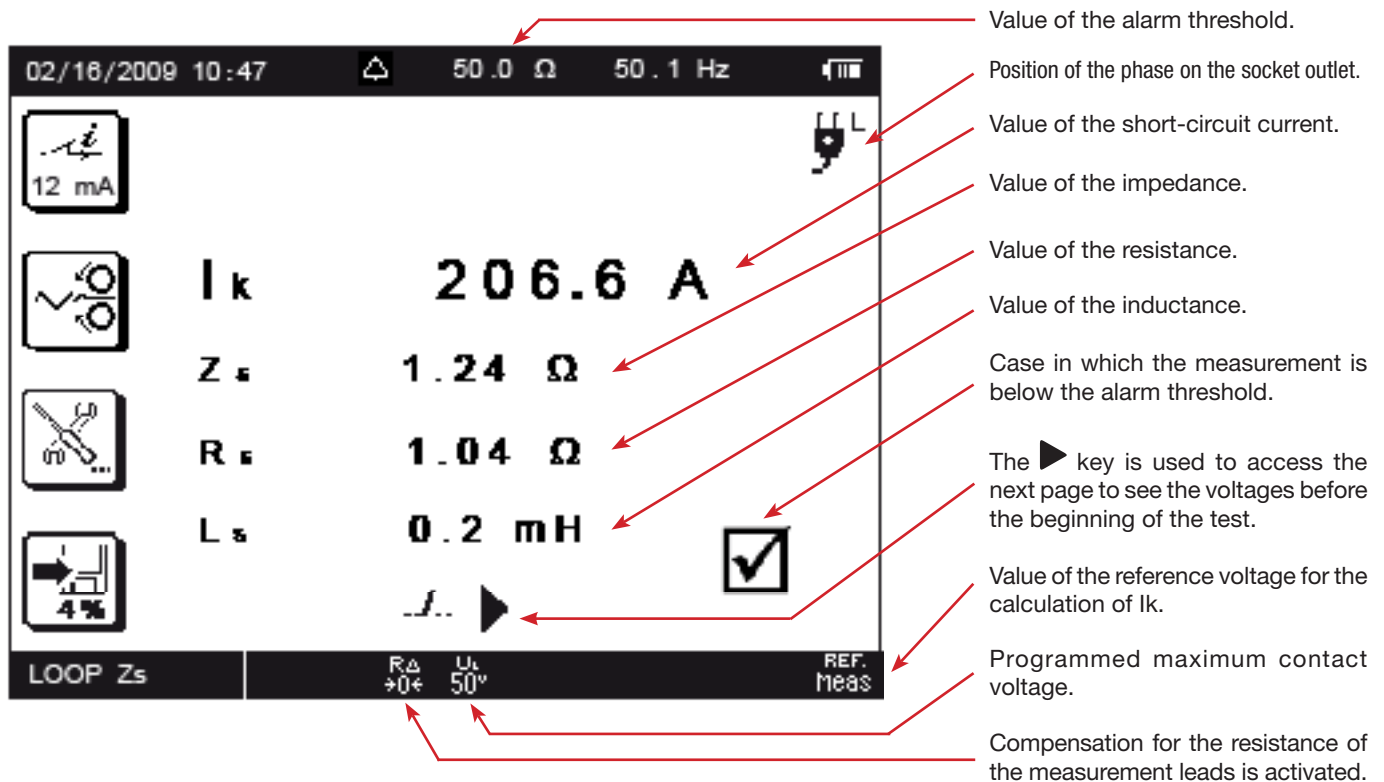 Value of the alarm threshold.
02/16/2009 10:47 50.0 Ω 50.1 Hz
Position of the phase on the socket outlet.
L
Value of the short-circuit current.
i
12 mA
Value of the impedance.
Value of the resistance.
Ik 206.6 A
Value of the inductance.
Zs 1.24 Ω
Case in which the measurement is
below the alarm threshold.
Rs 1.04 Ω
The ▶ key is used to access the
next page to see the voltages before
the beginning of the test.
Ls 0.2 mH
4%
../.. ▶
Value of the reference voltage for the
calculation of Ik.
LOOP Zs
RΔ
→0←
UL
50V
REF.
Meas
Programmed maximum contact
voltage.
Compensation for the resistance of
the measurement leads is activated.